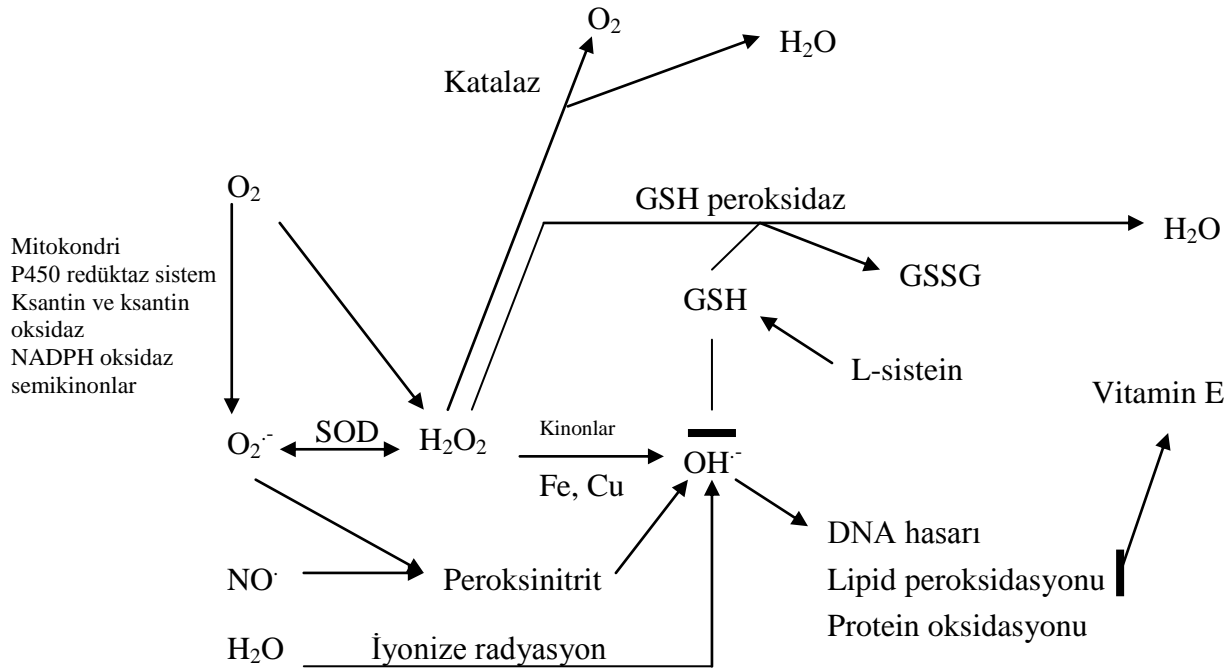 O₂
H₂O
Katalaz
O₂
GSH peroksidaz
H₂O
Mitokondri
P450 redüktaz sistem
Ksantin ve ksantin
oksidaz
NADPH oksidaz
semikinonlar
GSSG
GSH
L-sistein
Vitamin E
O₂·⁻
SOD
H₂O₂
Kinonlar
Fe, Cu
OH·⁻
DNA hasarı
Lipid peroksidasyonu
Protein oksidasyonu
NO·
Peroksinitrit
H₂O
İyonize radyasyon